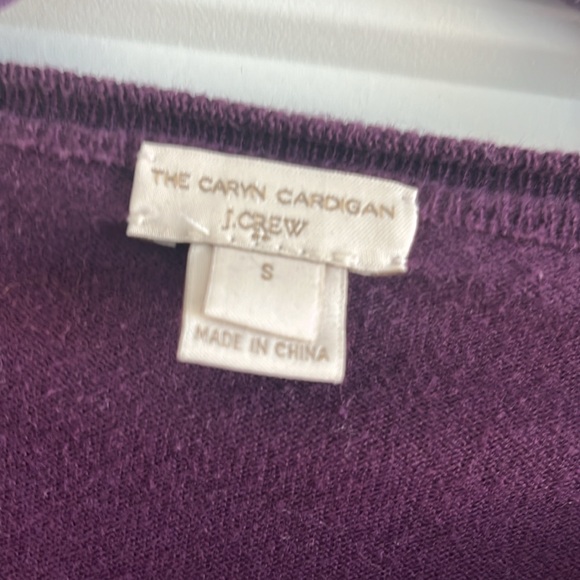 THE CARYN CARDIGAN
J.CREW
S
MADE IN CHINA